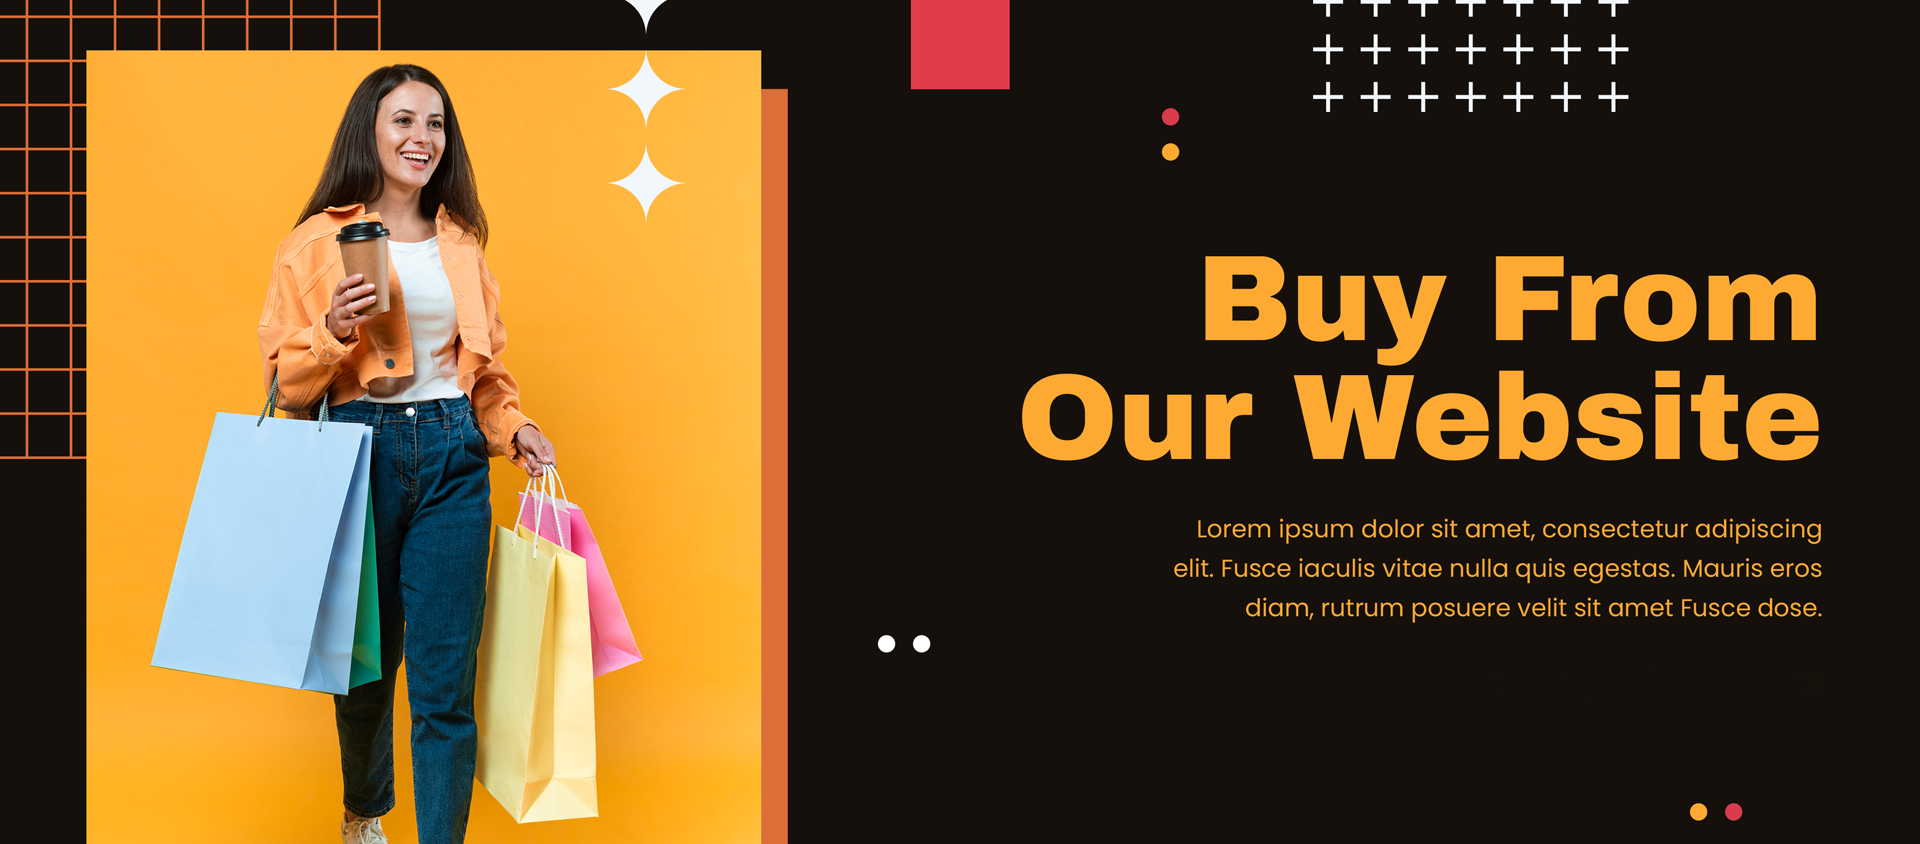 Buy From
Our Website
Lorem ipsum dolor sit amet, consectetur adipiscing
elit. Fusce iaculis vitae nulla quis egestas. Mauris eros
diam, rutrum posuere velit sit amet Fusce dose.